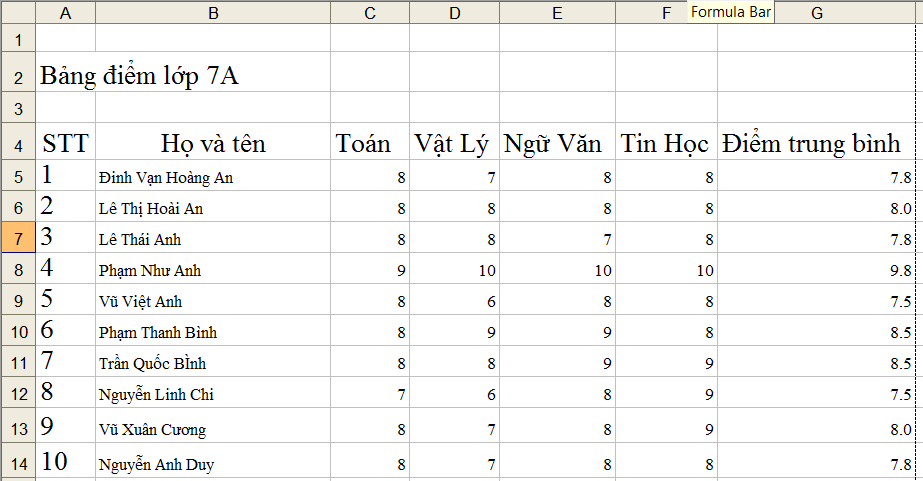 A B C D E F Formula Bar G
1
2 Bảng điểm lớp 7A
3
4 STT Họ và tên Toán Vật Lý Ngữ Văn Tin Học Điểm trung bình
5 1 Đinh Vạn Hoàng An 8 7 8 8 7.8
6 2 Lê Thị Hoài An 8 8 8 8 8.0
7 3 Lê Thái Anh 8 8 7 8 7.8
8 4 Phạm Như Anh 9 10 10 10 9.8
9 5 Vũ Việt Anh 8 6 8 8 7.5
10 6 Phạm Thanh Bình 8 9 9 8 8.5
11 7 Trần Quốc BÌnh 8 8 9 9 8.5
12 8 Nguyễn Linh Chi 7 6 8 9 7.5
13 9 Vũ Xuân Cương 8 7 8 9 8.0
14 10 Nguyễn Anh Duy 8 7 8 8 7.8